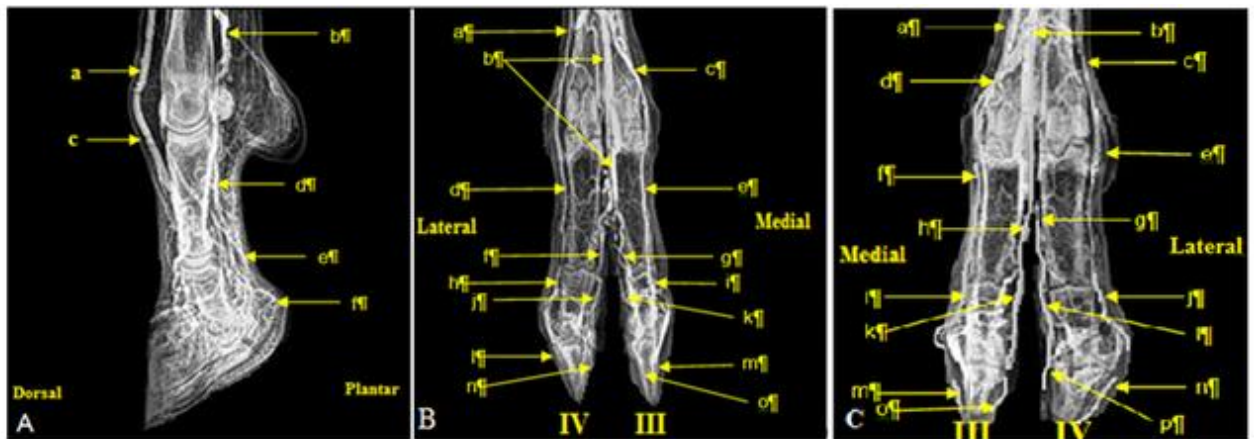 a
b¶
c
d¶
e¶
f¶
Dorsal
Plantar
A
a¶
b¶
c¶
d¶
e¶
Lateral
Medial
f¶
g¶
h¶
i¶
j¶
k¶
l¶
m¶
n¶
o¶
B
IV
III
a¶
b¶
c¶
d¶
e¶
f¶
g¶
h¶
Medial
Lateral
i¶
j¶
k¶
l¶
m¶
n¶
o¶
p¶
C
III
IV